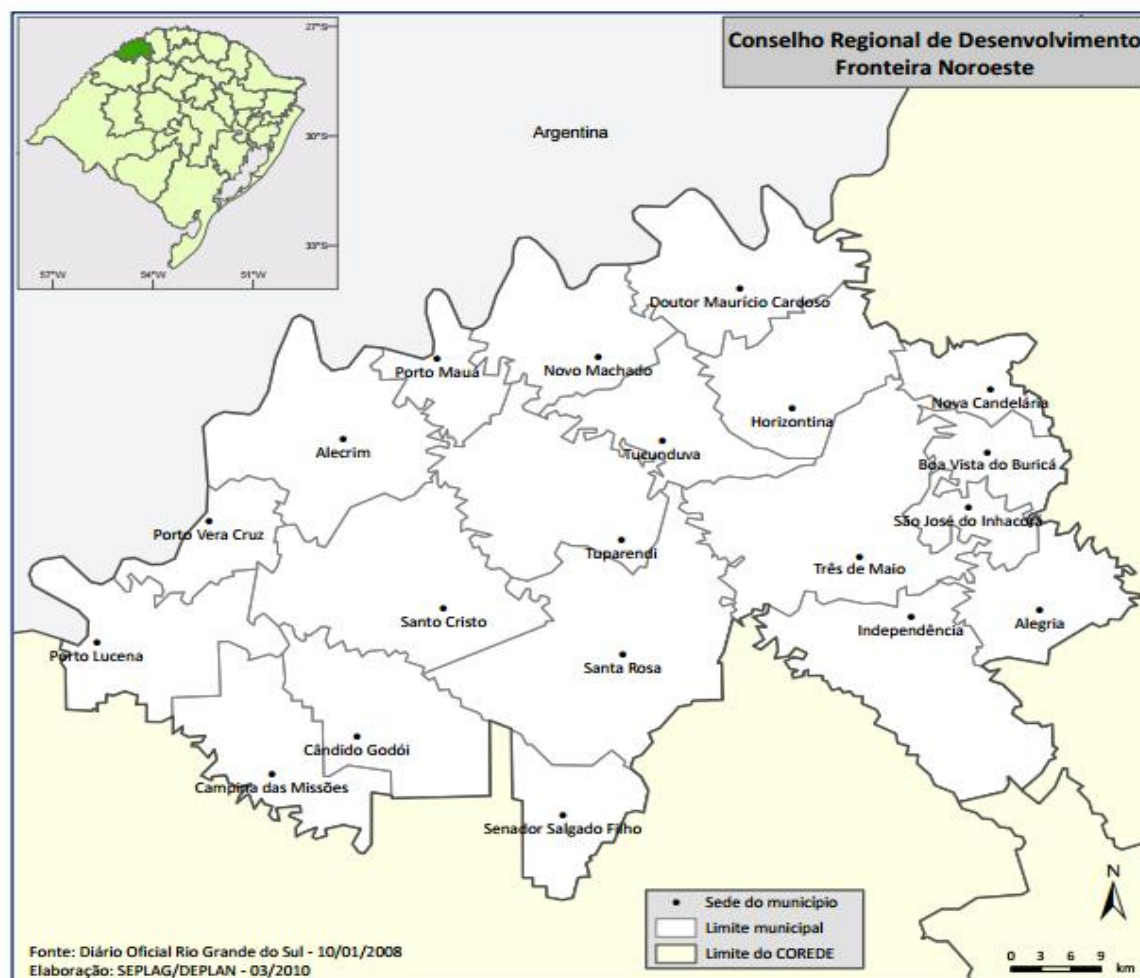 27°S
30°S
33°S
57°W
54°W
51°W
Conselho Regional de Desenvolvimento
Fronteira Noroeste
Argentina
Doutor Maurício Cardoso
Porto Mauá
Novo Machado
Nova Candelária
Horizontina
Alecrim
Tucunduva
Boa Vista do Buricá
São José do Inhacorá
Porto Vera Cruz
Tuparendi
Três de Maio
Santo Cristo
Independência
Alegria
Porto Lucena
Santa Rosa
Cândido Godói
Campina das Missões
Senador Salgado Filho
N
Sede do município
Limite municipal
Limite do COREDE
0 3 6 9
km
Fonte: Diário Oficial Rio Grande do Sul - 10/01/2008
Elaboração: SEPLAG/DEPLAN - 03/2010